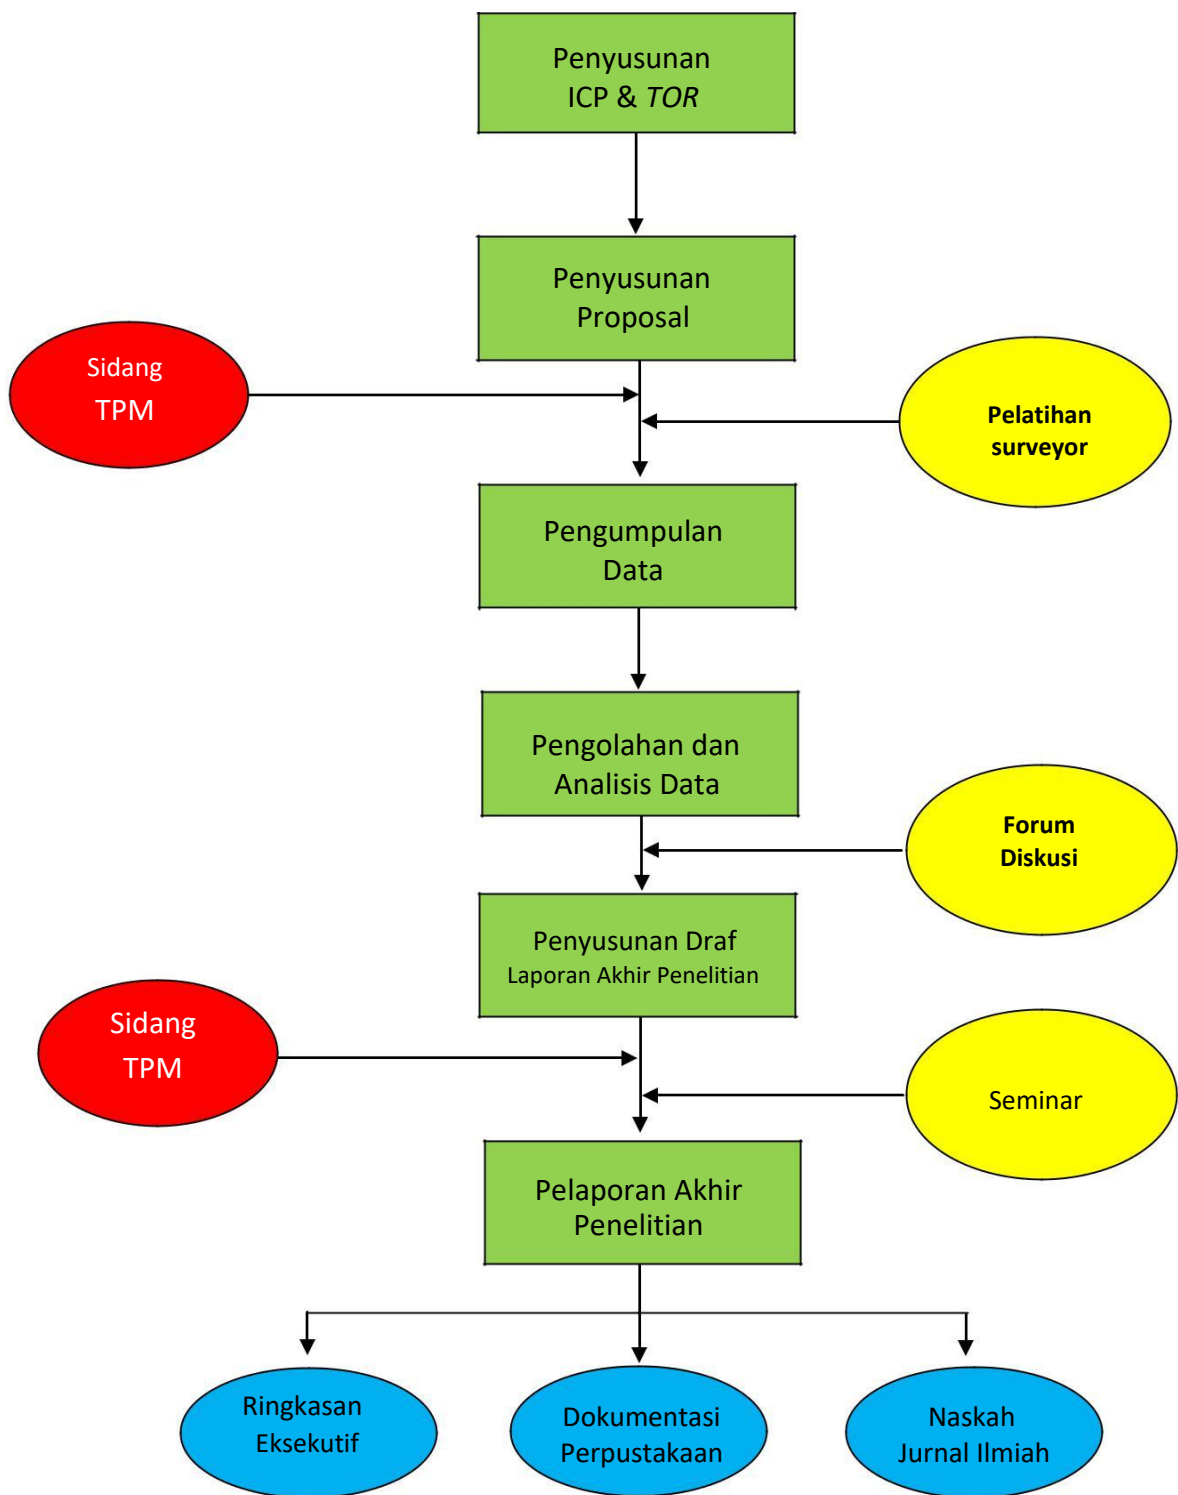 Penyusunan
ICP & TOR
Penyusunan
Proposal
Sidang
TPM
Pelatihan
surveyor
Pengumpulan
Data
Pengolahan dan
Analisis Data
Forum
Diskusi
Penyusunan Draf
Laporan Akhir Penelitian
Sidang
TPM
Seminar
Pelaporan Akhir
Penelitian
Ringkasan
Eksekutif
Dokumentasi
Perpustakaan
Naskah
Jurnal Ilmiah